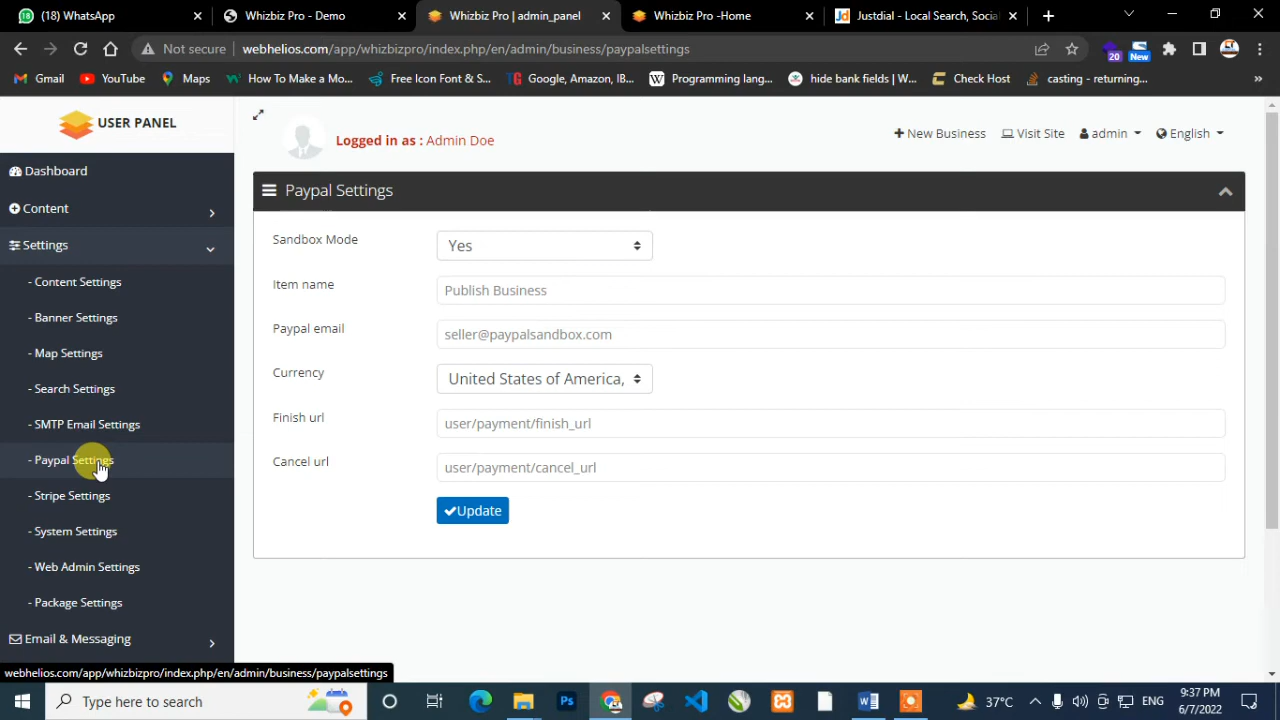 (18) WhatsApp
Whizbiz Pro - Demo
Whizbiz Pro | admin_panel
Whizbiz Pro -Home
Justdial - Local Search, Social
Not secure
webhelios.com/app/whizbizpro/index.php/en/admin/business/paypalsettings
20
New
Gmail
YouTube
Maps
How To Make a Mo...
Free Icon Font & S...
Google, Amazon, IB...
Programming lang...
hide bank fields | W...
Check Host
casting - returning...
»
USER PANEL
Logged in as : Admin Doe
New Business
Visit Site
admin
English
Dashboard
Content
Settings
- Content Settings
- Banner Settings
- Map Settings
- Search Settings
- SMTP Email Settings
- Paypal Settings
- Stripe Settings
- System Settings
- Web Admin Settings
- Package Settings
Email & Messaging
Paypal Settings
Sandbox Mode
Yes
Item name
Publish Business
Paypal email
seller@paypalsandbox.com
Currency
United States of America,
Finish url
user/payment/finish_url
Cancel url
user/payment/cancel_url
Update
webhelios.com/app/whizbizpro/index.php/en/admin/business/paypalsettings
Type here to search
37°C
ENG
9:37 PM
6/7/2022